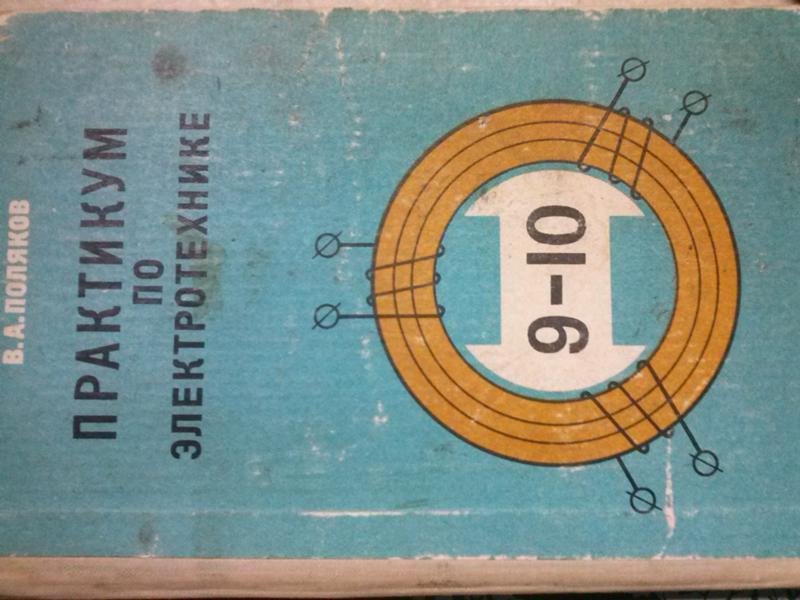 В.А.ПОЛЯКОВ
ПРАКТИКУМ
ПО
ЭЛЕКТРОТЕХНИКЕ
9-10